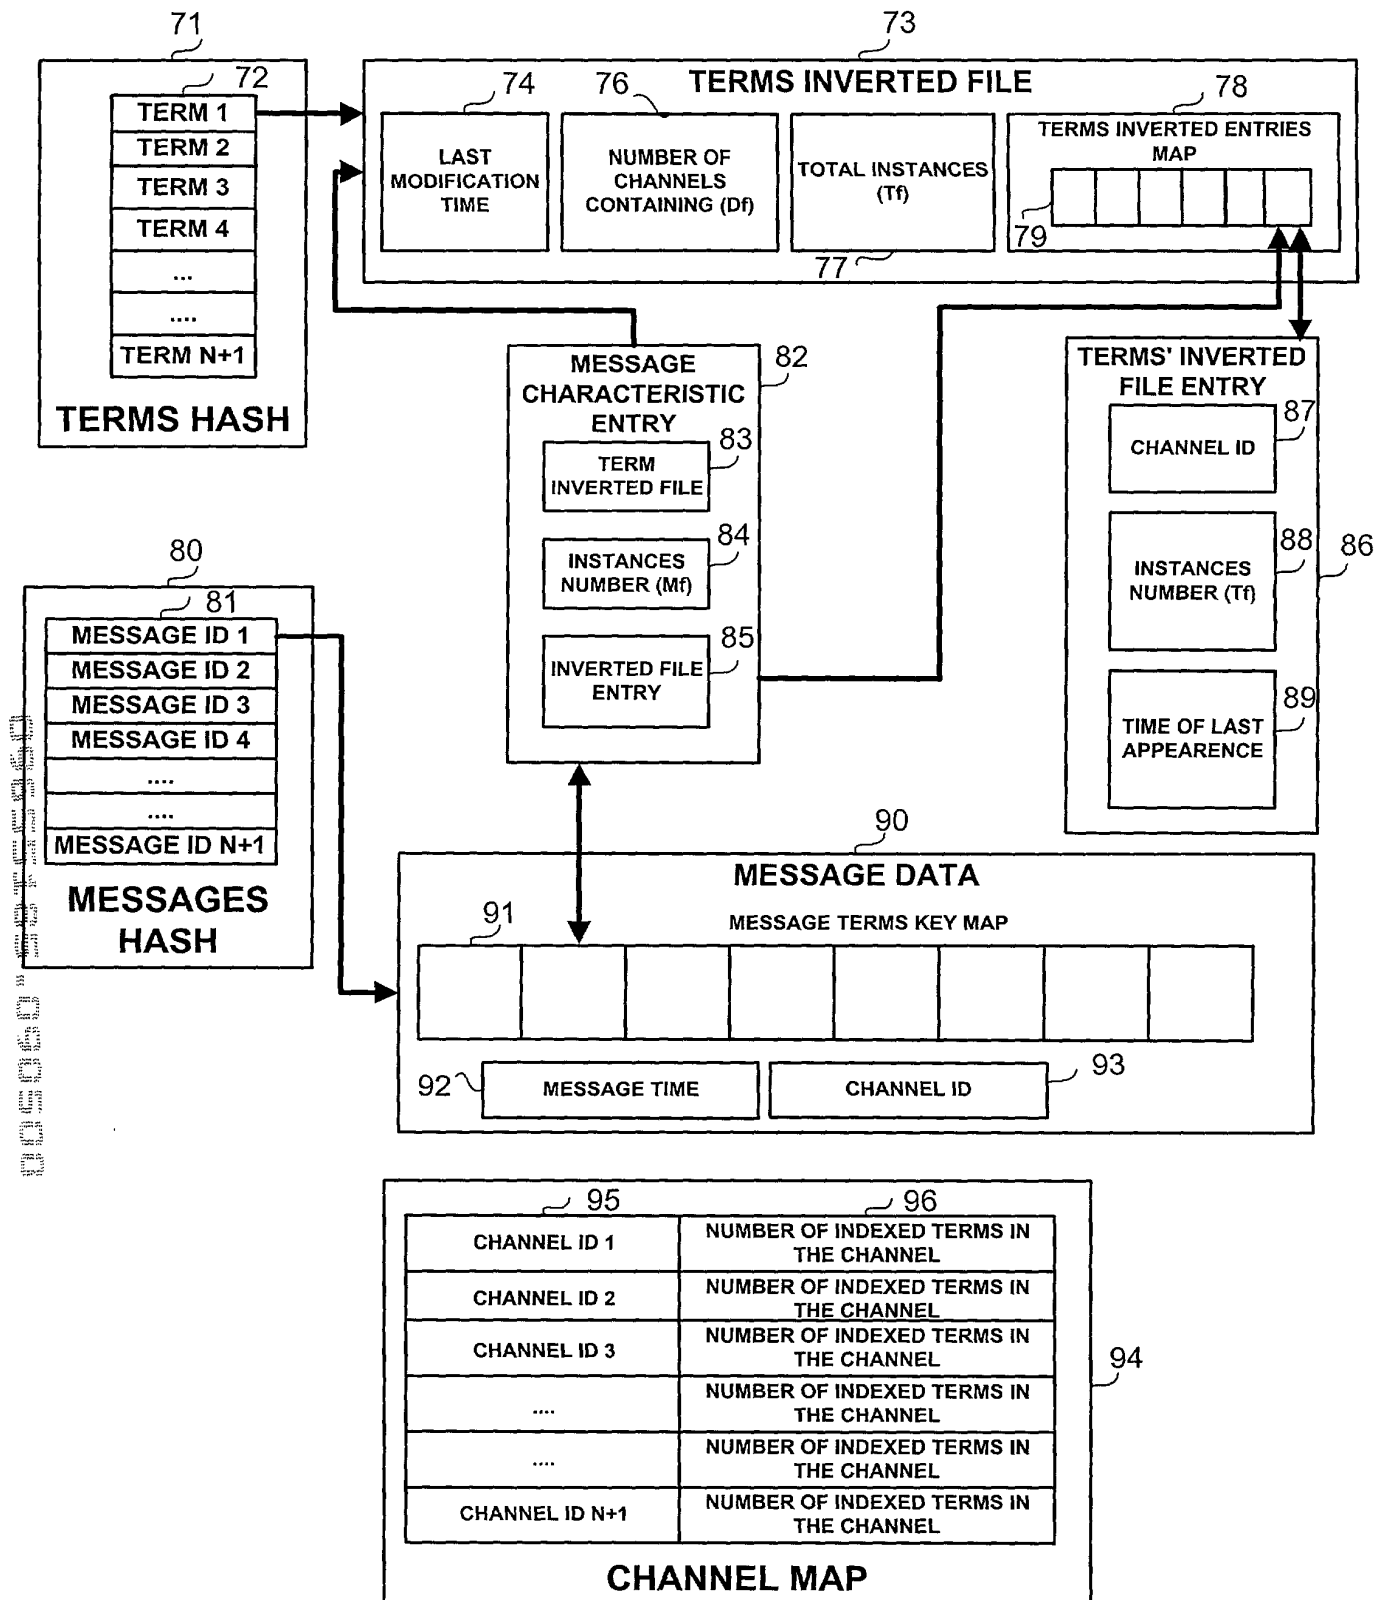 71
72
TERM 1
TERM 2
TERM 3
TERM 4
...
....
TERM N+1
TERMS HASH
73
TERMS INVERTED FILE
74
LAST
MODIFICATION
TIME
76
NUMBER OF
CHANNELS
CONTAINING (Df)
TOTAL INSTANCES
(Tf)
77
78
TERMS INVERTED ENTRIES
MAP
79
MESSAGE
CHARACTERISTIC
ENTRY
82
83
TERM
INVERTED FILE
84
INSTANCES
NUMBER (Mf)
85
INVERTED FILE
ENTRY
TERMS' INVERTED
FILE ENTRY
87
CHANNEL ID
88
INSTANCES
NUMBER (Tf)
86
89
TIME OF LAST
APPEARENCE
80
81
MESSAGE ID 1
MESSAGE ID 2
MESSAGE ID 3
MESSAGE ID 4
....
....
MESSAGE ID N+1
MESSAGES
HASH
90
MESSAGE DATA
MESSAGE TERMS KEY MAP
91
92
MESSAGE TIME
CHANNEL ID
93
95
96
CHANNEL ID 1
NUMBER OF INDEXED TERMS IN
THE CHANNEL
CHANNEL ID 2
NUMBER OF INDEXED TERMS IN
THE CHANNEL
CHANNEL ID 3
NUMBER OF INDEXED TERMS IN
THE CHANNEL
94
....
NUMBER OF INDEXED TERMS IN
THE CHANNEL
....
NUMBER OF INDEXED TERMS IN
THE CHANNEL
CHANNEL ID N+1
NUMBER OF INDEXED TERMS IN
THE CHANNEL
CHANNEL MAP